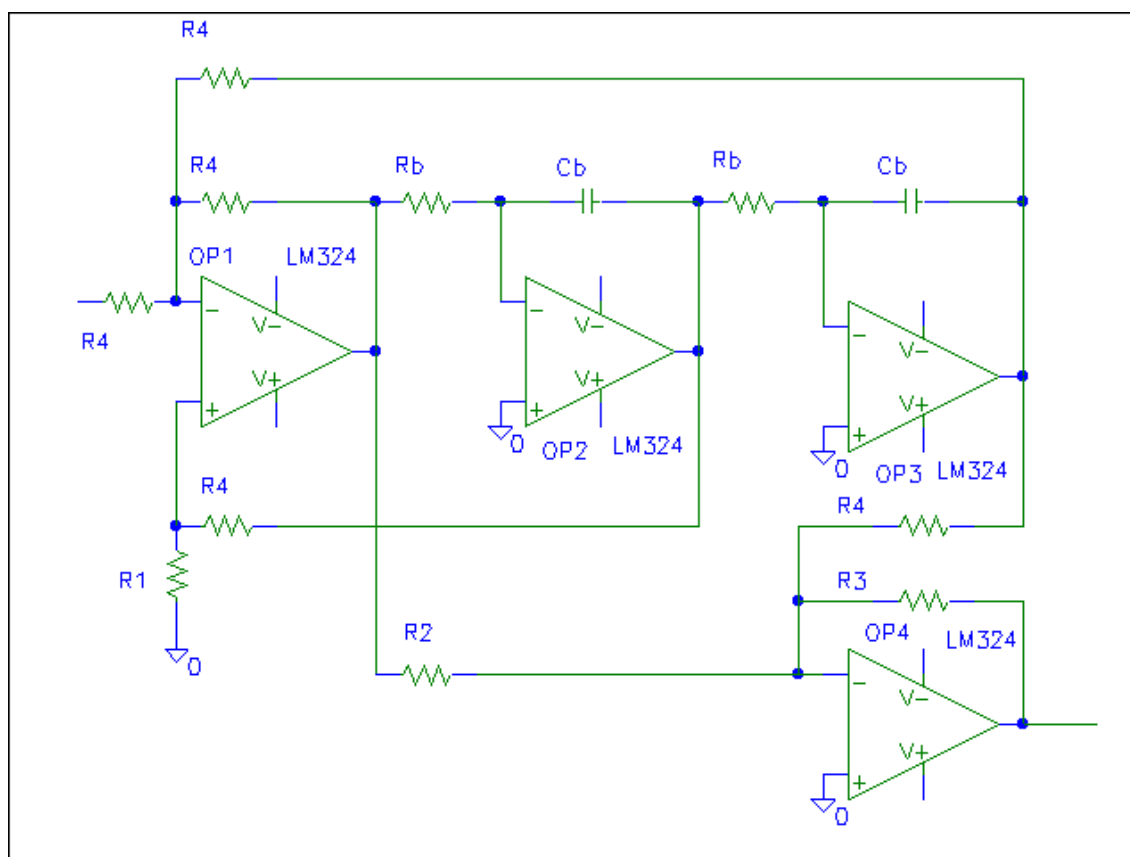 R4
R4 Rb Cb Rb Cb
OP1 LM324
R4
− V− V+ +
− + 0
OP2 LM324
− V− V+ + 0
OP3 LM324
R4
R1
0
R4
R3
R2
OP4 LM324
− V− V+ + 0